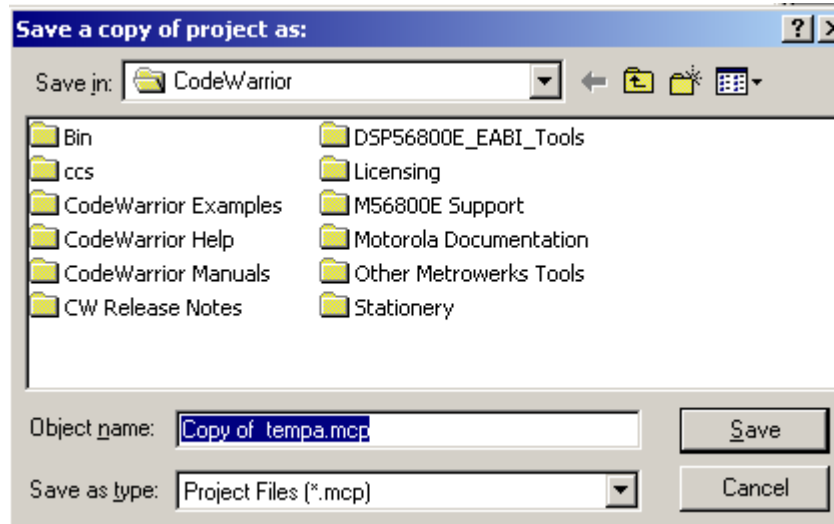 Save a copy of project as:
Save in: CodeWarrior
Bin DSP56800E_EABI_Tools
ccs Licensing
CodeWarrior Examples M56800E Support
CodeWarrior Help Motorola Documentation
CodeWarrior Manuals Other Metrowerks Tools
CW Release Notes Stationery
Object name: Copy of tempa.mcp Save
Save as type: Project Files (*.mcp) Cancel